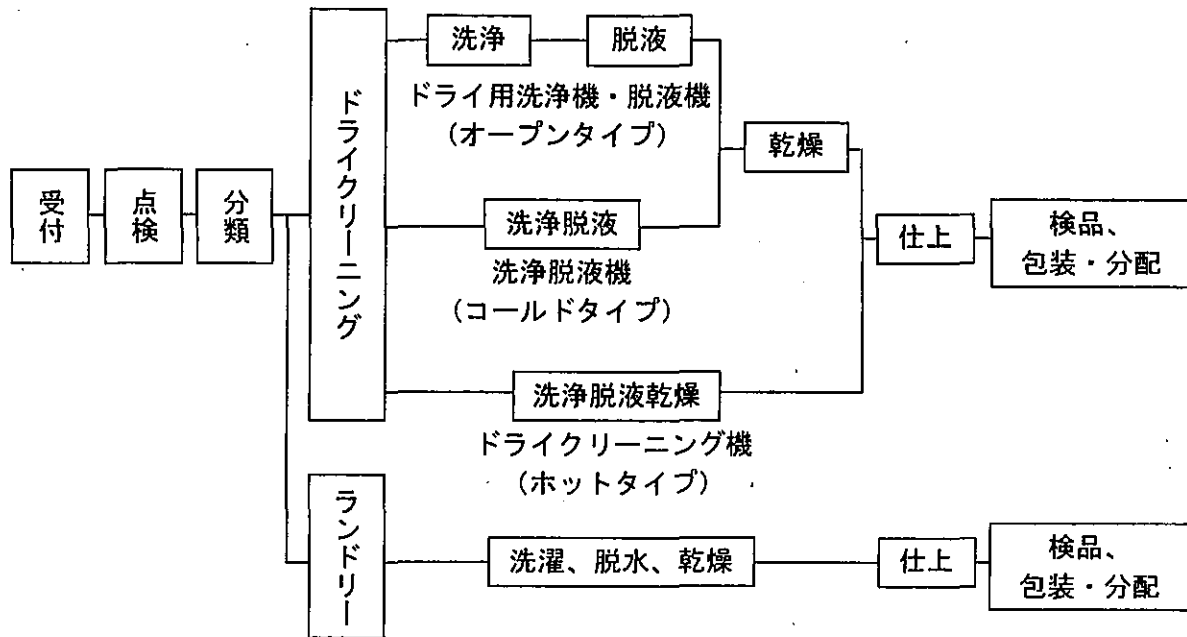 受付
点検
分類
ドライクリーニング
洗浄
脱液
ドライ用洗浄機・脱液機
(オープンタイプ)
洗浄脱液
洗浄脱液機
(コールドタイプ)
乾燥
洗浄脱液乾燥
ドライクリーニング機
(ホットタイプ)
仕上
検品、
包装・分配
ランドリー
洗濯、脱水、乾燥
仕上
検品、
包装・分配